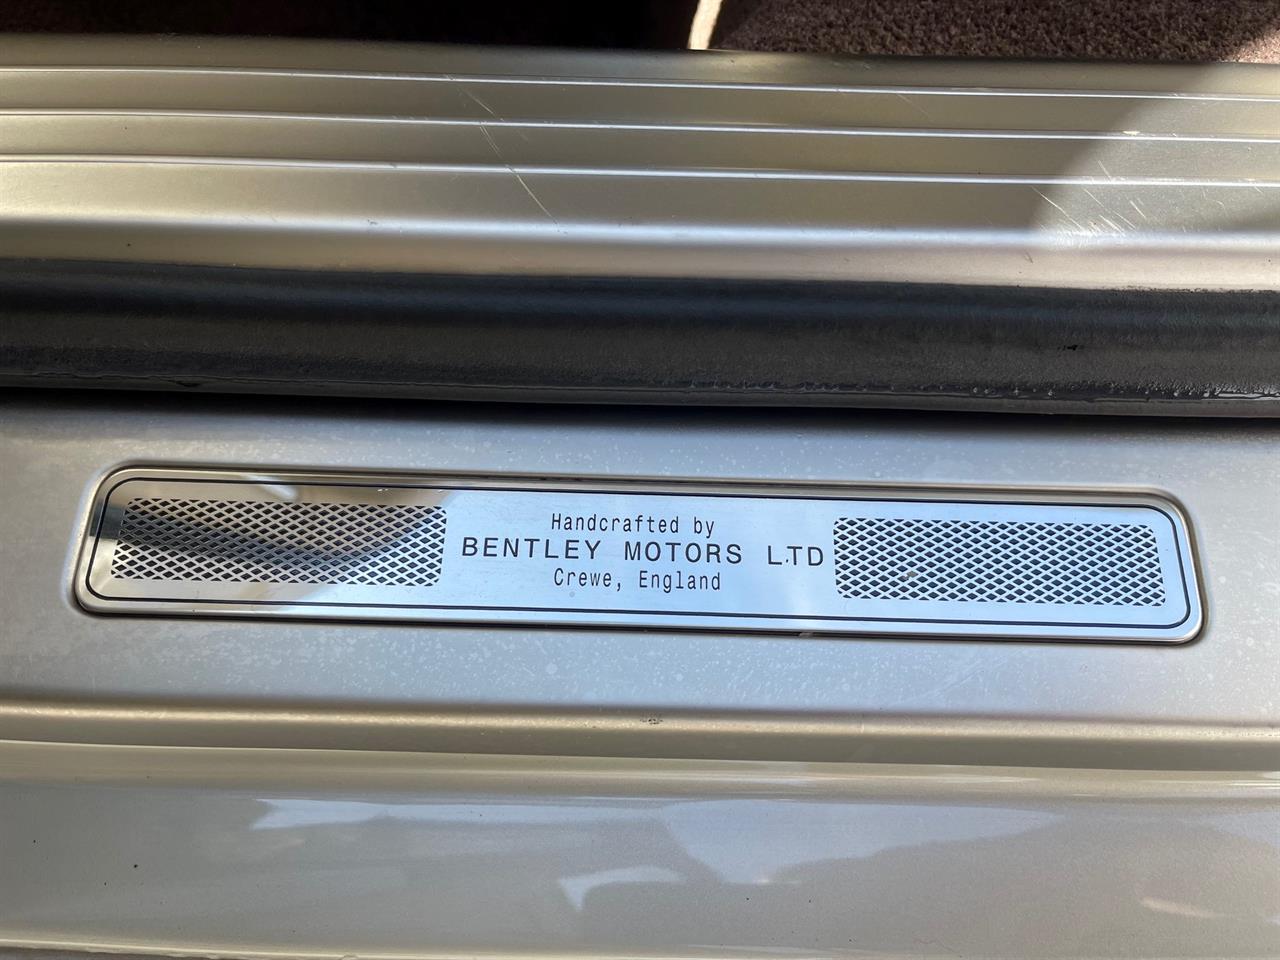 Handcrafted by
BENTLEY MOTORS LTD
Crewe, England